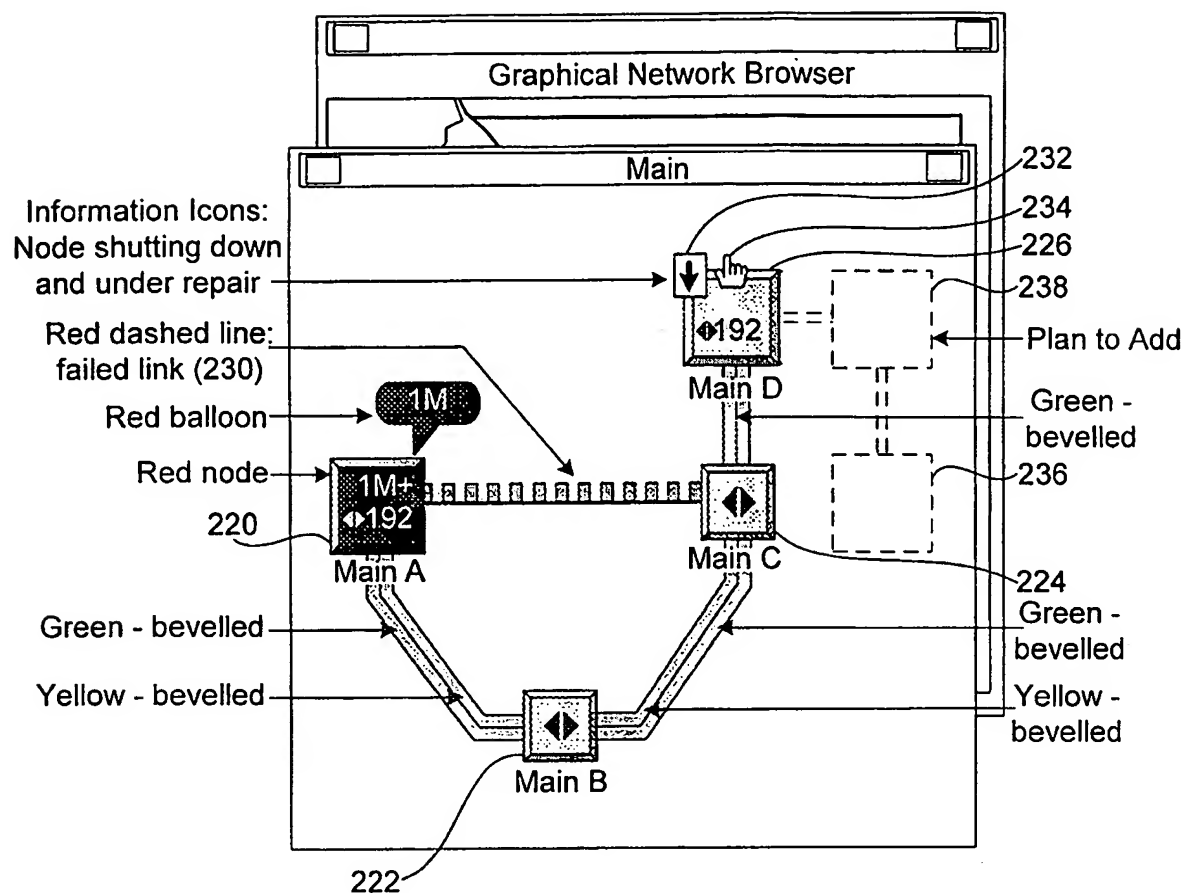 Graphical Network Browser
Main
232
234
226
238
Information Icons:
Node shutting down
and under repair
Red dashed line:
failed link (230)
Red balloon
Red node
1M
1M+
192
220
Main A
192
Main D
Plan to Add
Green -
bevelled
236
Main C
224
Green - bevelled
Yellow - bevelled
Green -
bevelled
Yellow -
bevelled
Main B
222